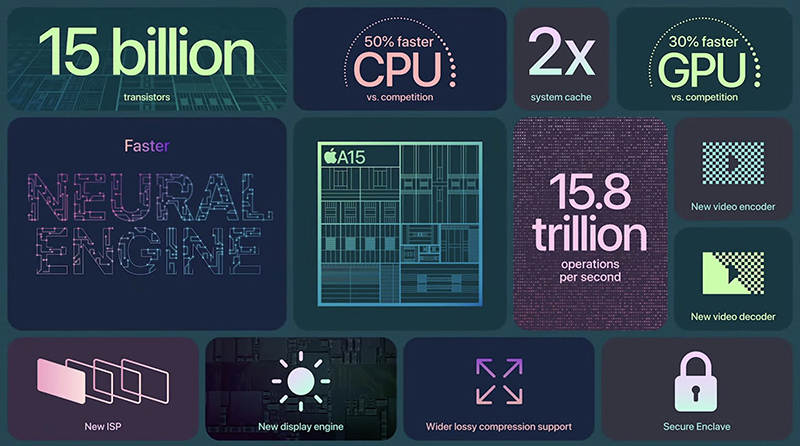 15 billion
transistors
50% faster
CPU
vs. competition
2x
system cache
30% faster
GPU
vs. competition
Faster
NEURAL
ENGINE
A15
15.8
trillion
operations
per second
New video encoder
New video decoder
New ISP
New display engine
Wider lossy compression support
Secure Enclave